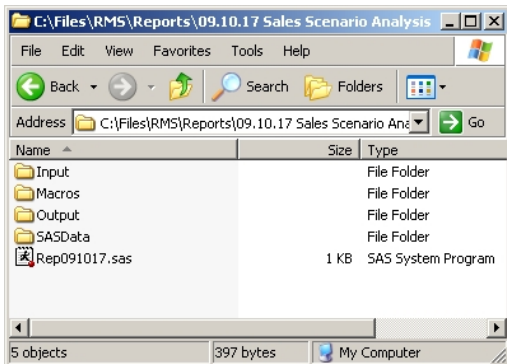 C:\Files\RMS\Reports\09.10.17 Sales Scenario Analysis
File Edit View Favorites Tools Help
Back Search Folders
Address C:\Files\RMS\Reports\09.10.17 Sales Scenario Ana Go
Name Size Type
Input File Folder
Macros File Folder
Output File Folder
SASData File Folder
Rep091017.sas 1 KB SAS System Program
5 objects 397 bytes My Computer